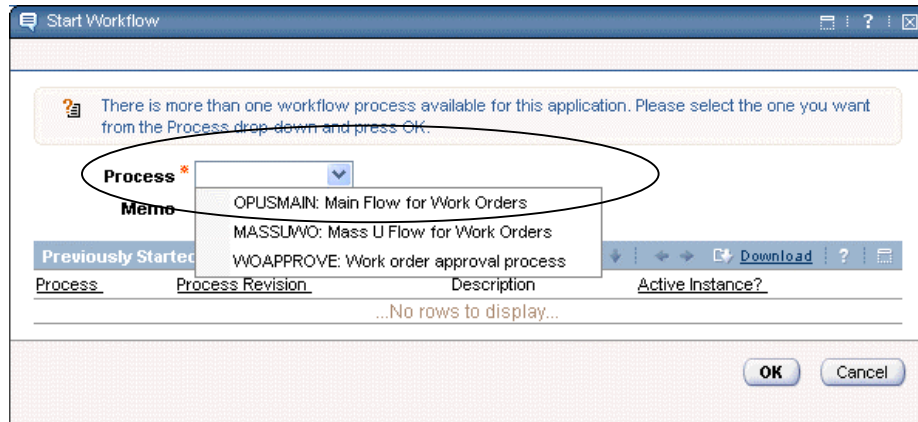 Start Workflow ?
There is more than one workflow process available for this application. Please select the one you want
from the Process drop-down and press OK.
Process *
Memo
OPUSMAIN: Main Flow for Work Orders
MASSUWO: Mass U Flow for Work Orders
WOAPPROVE: Work order approval process
Previously Started Download ?
Process Process Revision Description Active Instance?
...No rows to display...
OK Cancel